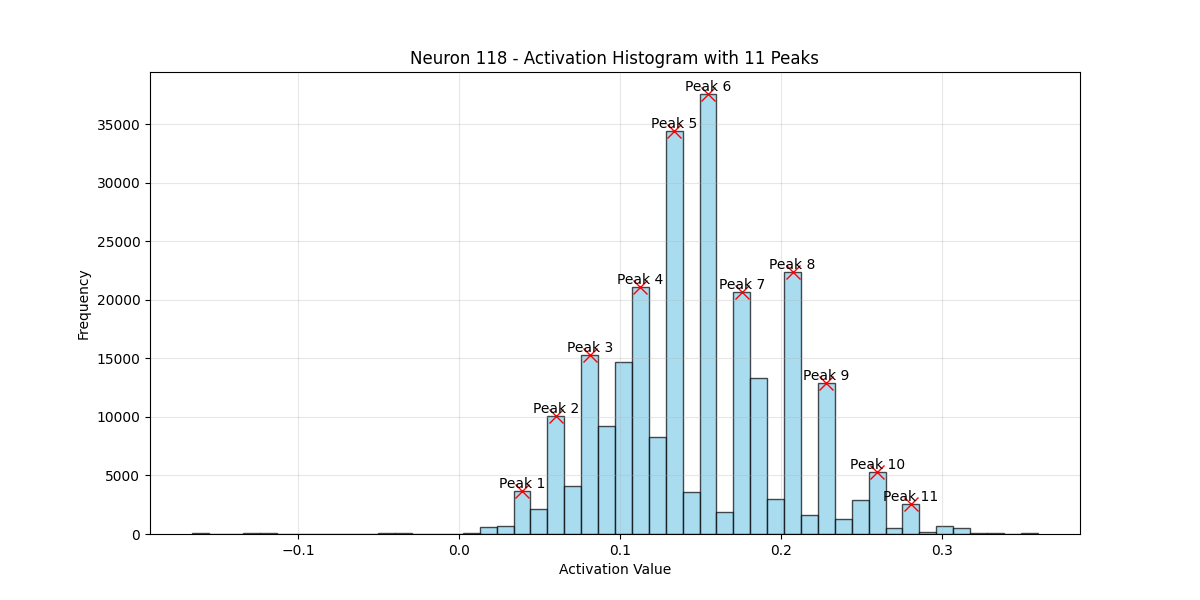 Neuron 118 - Activation Histogram with 11 Peaks
Peak 6
Peak 5
Peak 8
Peak 4
Peak 7
Peak 3
Peak 9
Peak 2
Peak 10
Peak 1
Peak 11
35000
30000
25000
20000
15000
10000
5000
0
Frequency
−0.1
0.0
0.1
0.2
0.3
Activation Value